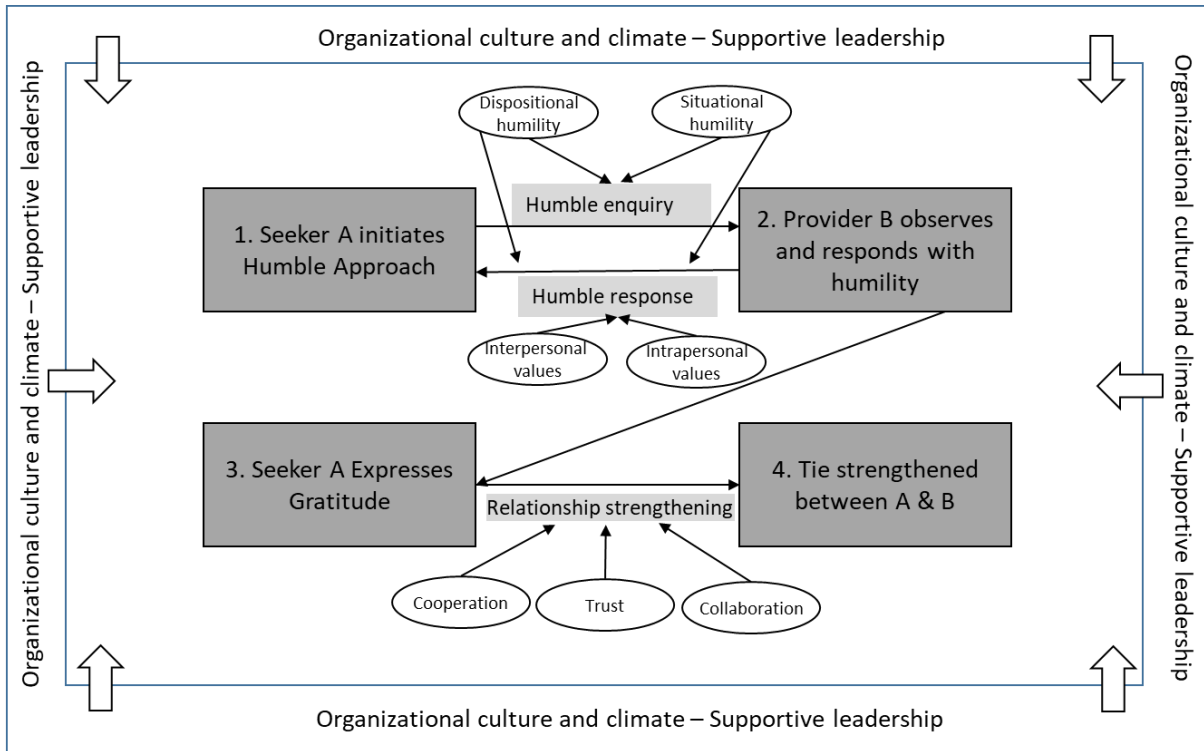 Organizational culture and climate – Supportive leadership
Organizational culture and climate – Supportive leadership
Organizational culture and climate – Supportive leadership
Dispositional
humility
Situational
humility
Humble enquiry
1. Seeker A initiates
Humble Approach
2. Provider B observes
and responds with
humility
Humble response
Interpersonal
values
Intrapersonal
values
3. Seeker A Expresses
Gratitude
4. Tie strengthened
between A & B
Relationship strengthening
Cooperation
Trust
Collaboration
Organizational culture and climate – Supportive leadership